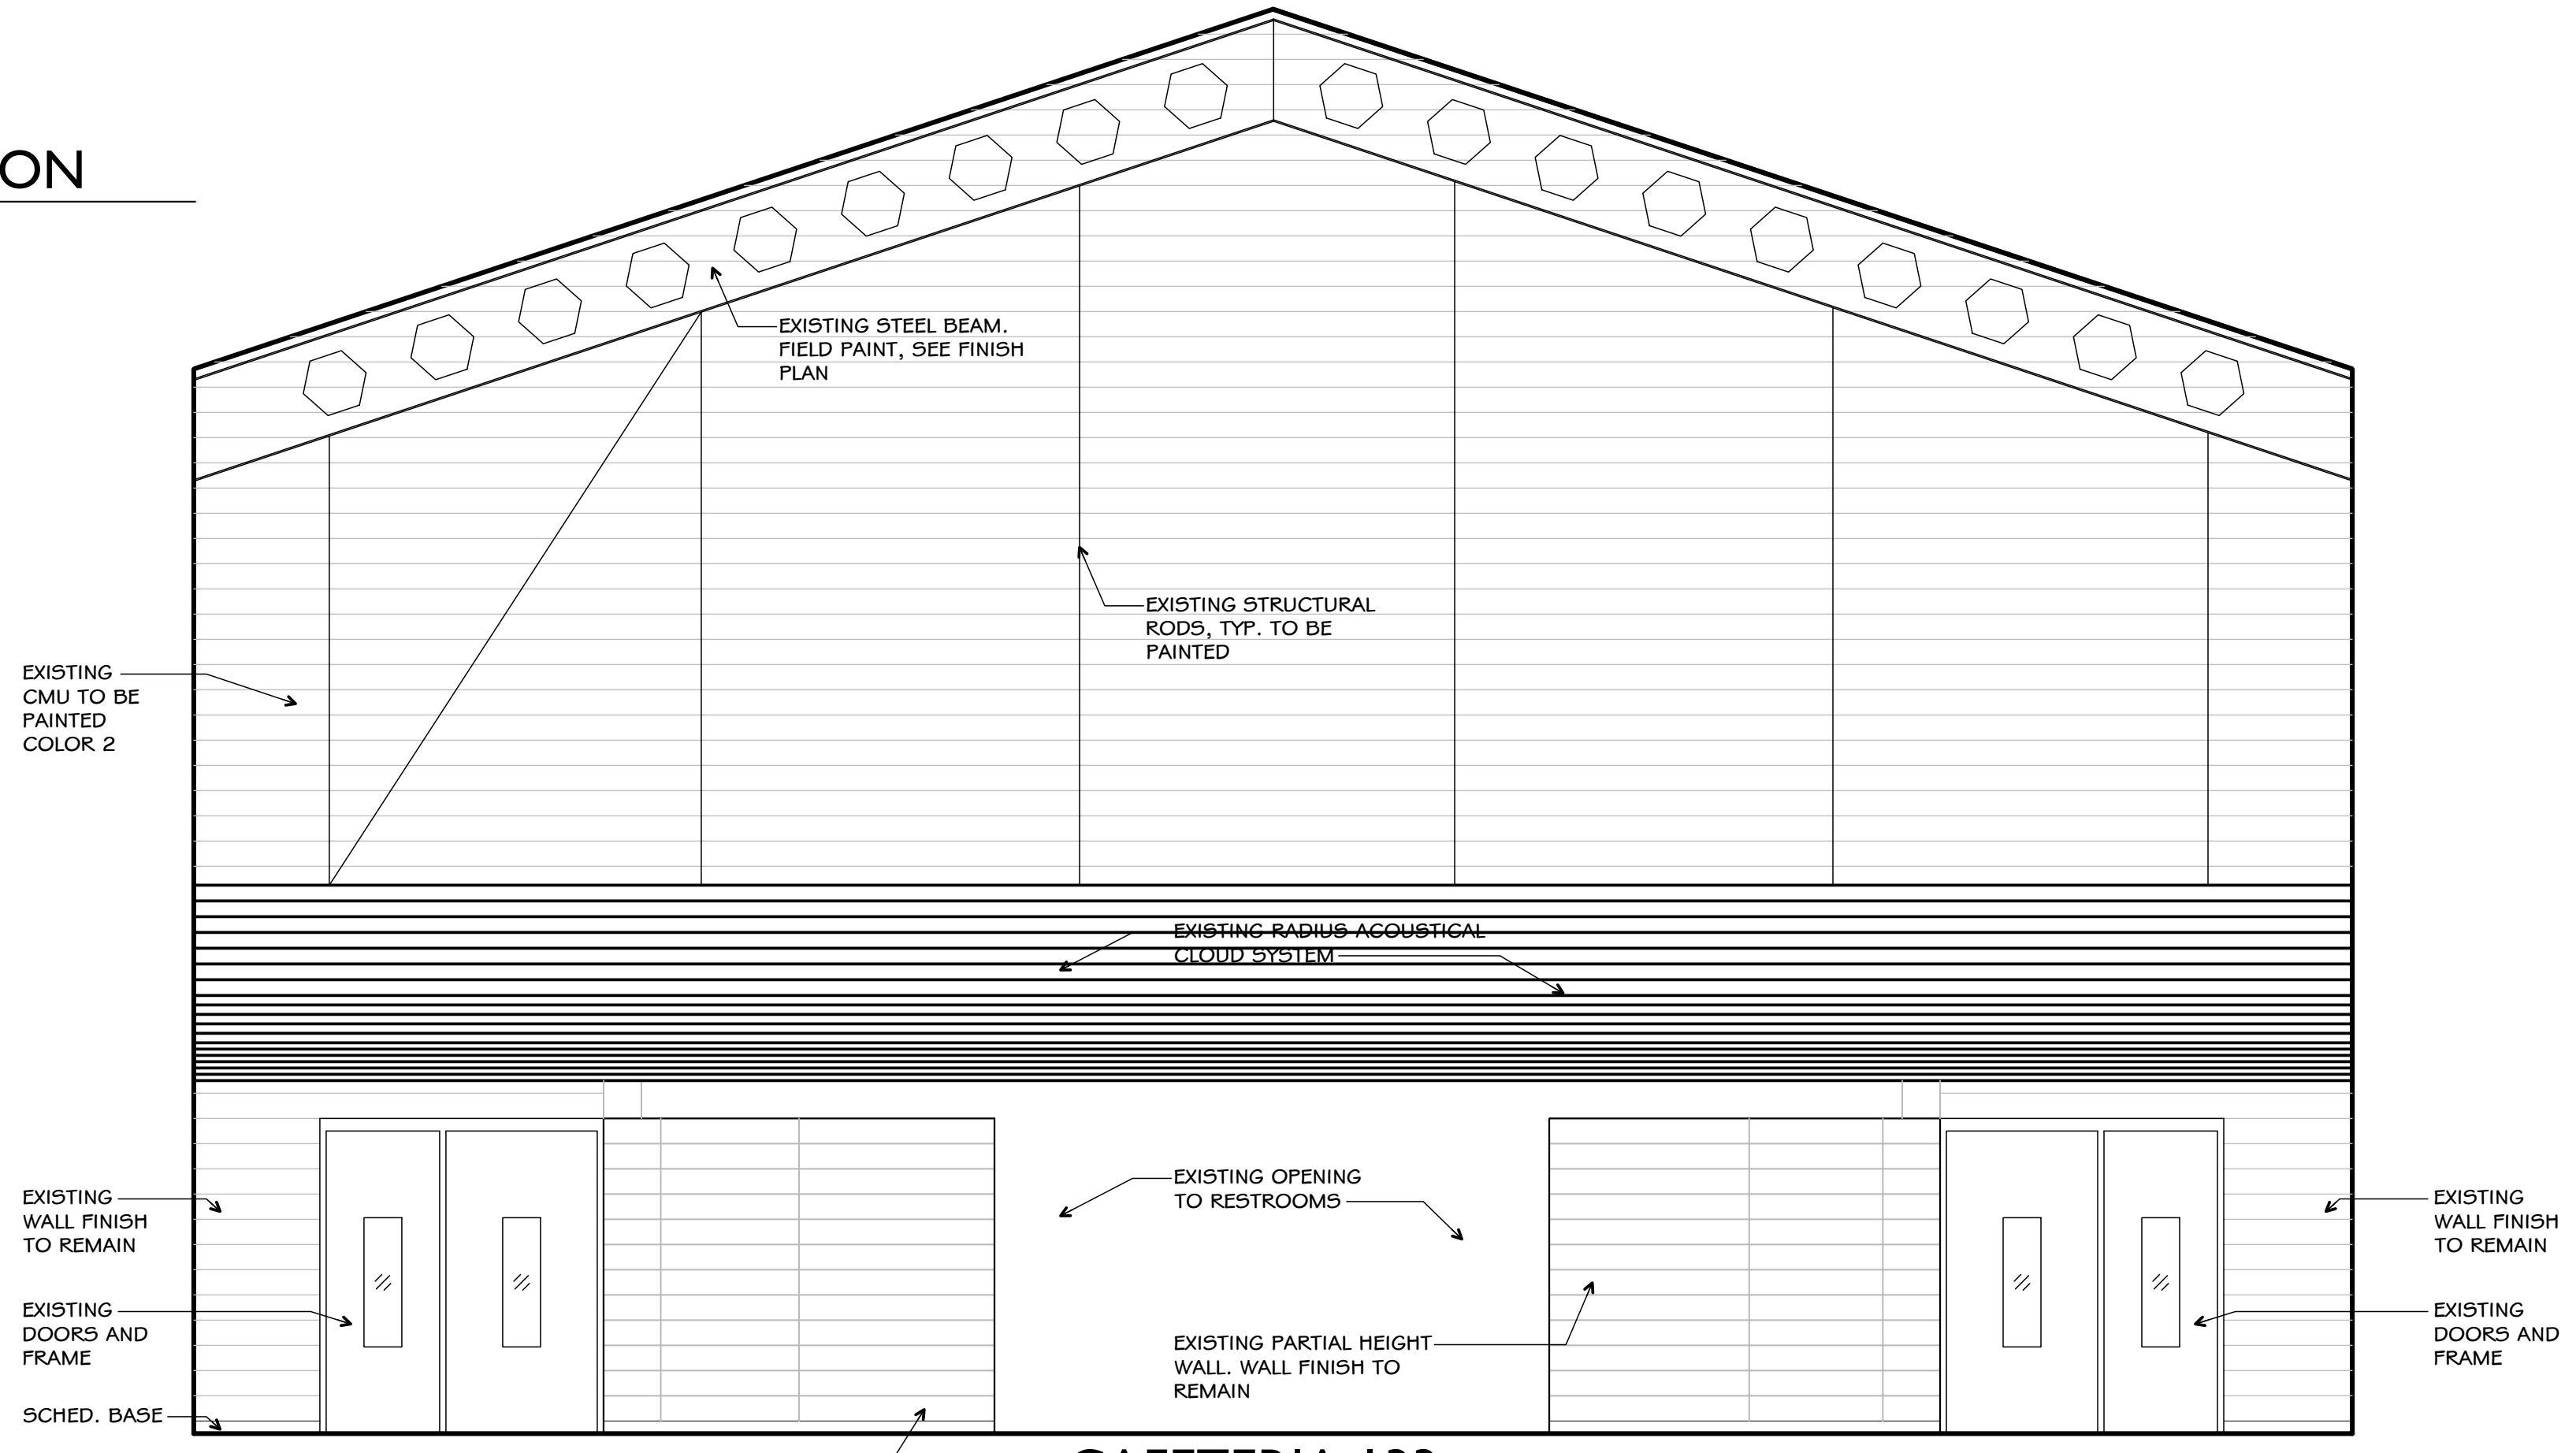 ON
EXISTING STEEL BEAM.
FIELD PAINT, SEE FINISH
PLAN
EXISTING STRUCTURAL
RODS, TYP. TO BE
PAINTED
EXISTING
CMU TO BE
PAINTED
COLOR 2
EXISTING RADIUS ACOUSTICAL
CLOUD SYSTEM
EXISTING OPENING
TO RESTROOMS
EXISTING
WALL FINISH
TO REMAIN
EXISTING
WALL FINISH
TO REMAIN
EXISTING
DOORS AND
FRAME
EXISTING PARTIAL HEIGHT
WALL. WALL FINISH TO
REMAIN
EXISTING
DOORS AND
FRAME
SCHED. BASE